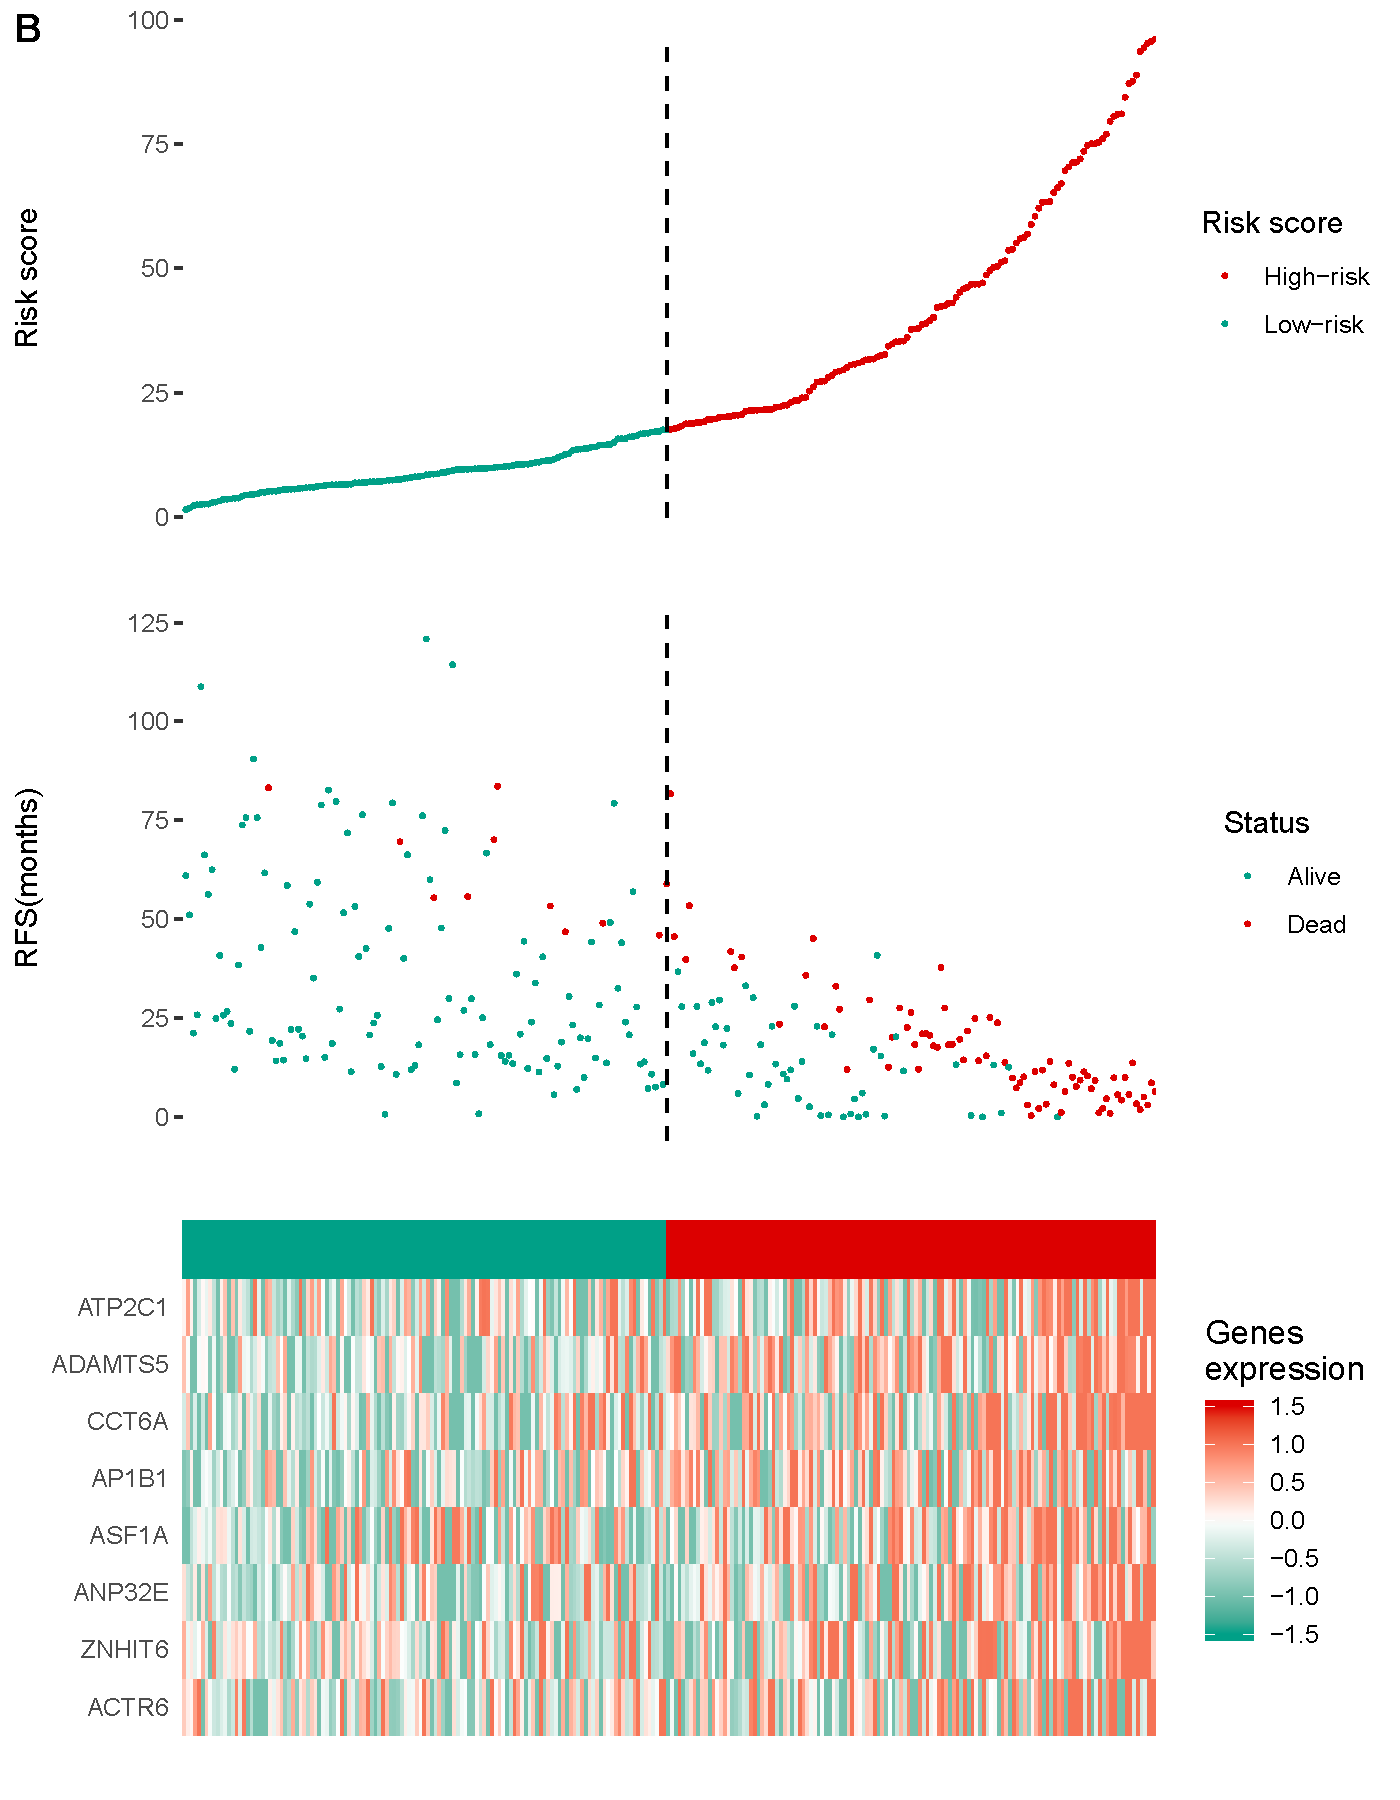 B
100
75
50
25
0
Risk score
Risk score
High−risk
Low−risk
125
100
75
50
25
0
RFS(months)
Status
Alive
Dead
ATP2C1
ADAMTS5
CCT6A
AP1B1
ASF1A
ANP32E
ZNHIT6
ACTR6
Genes
expression
1.5
1.0
0.5
0.0
−0.5
−1.0
−1.5